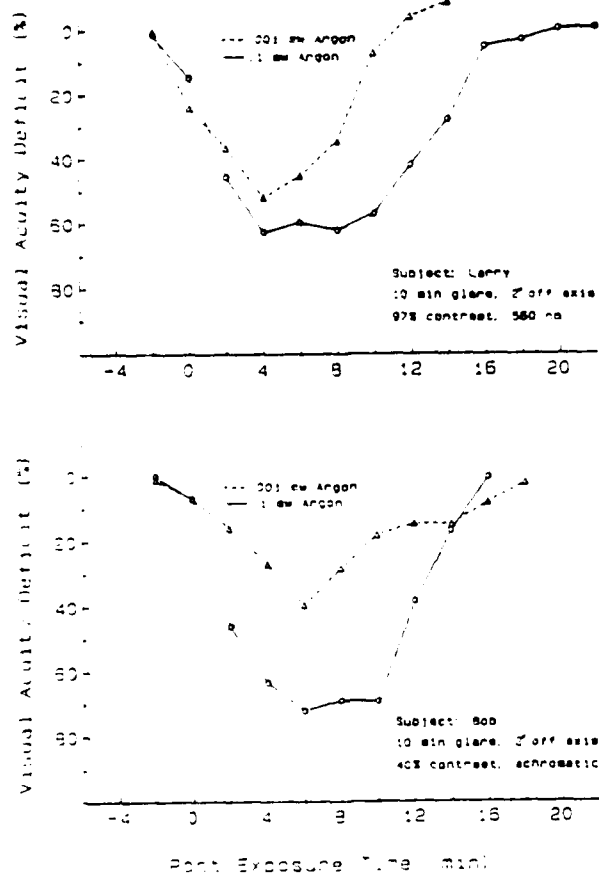 Visual Acuity Deficit (%)
0
20
40
60
80
--- .001 mw Argon
— .1 mw Argon
Subject: Larry
10 min glare, 2° off axis
97% contrast, 560 nm
-4 0 4 8 12 16 20
Visual Acuity Deficit (%)
0
20
40
60
80
--- .001 mw Argon
— .1 mw Argon
Subject: Bob
10 min glare, 2° off axis
40% contrast, achromatic
-4 0 4 8 12 16 20
Post Exposure Time (min)